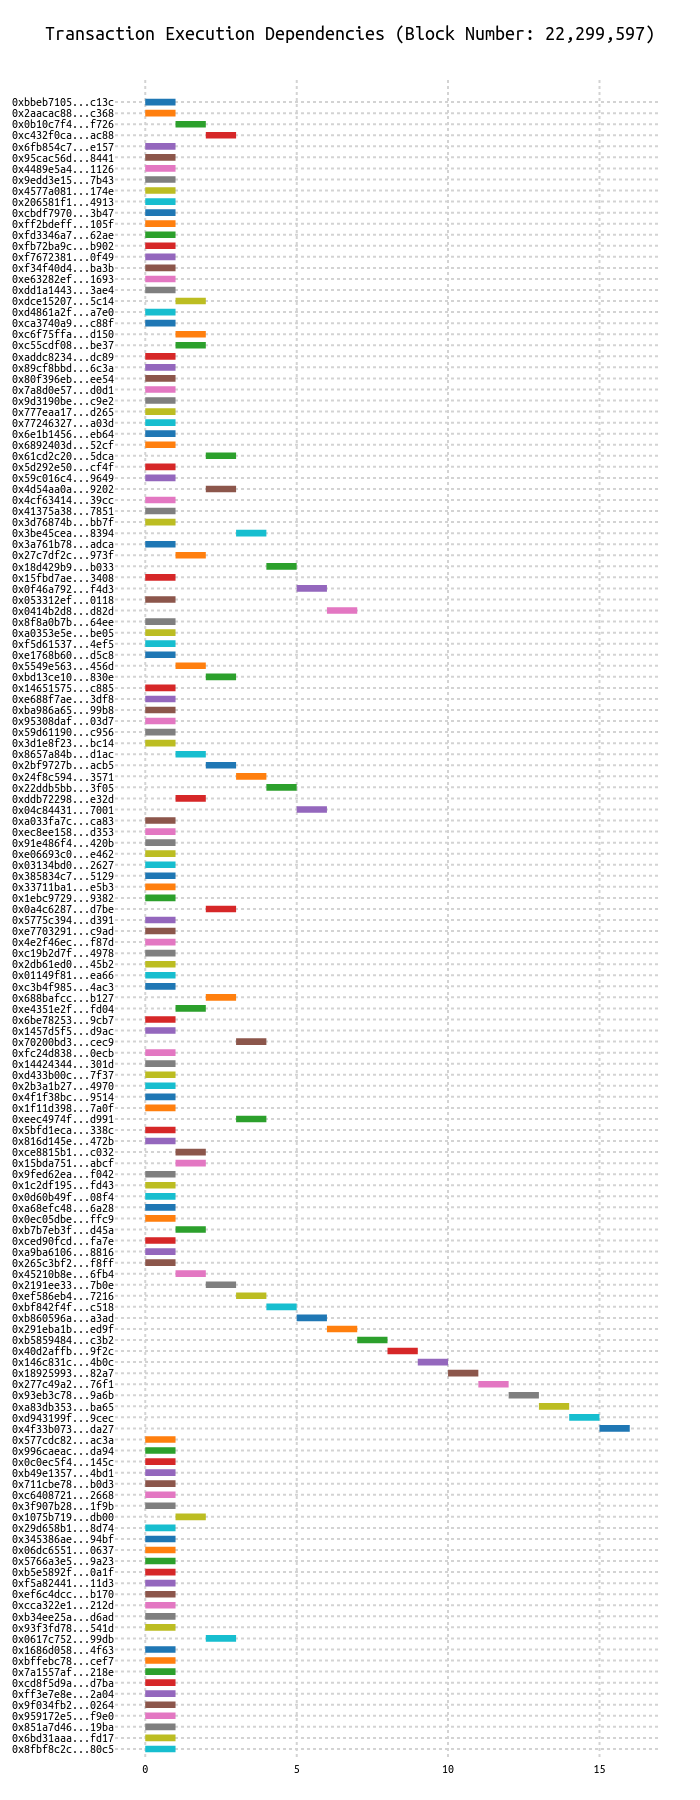 Transaction Execution Dependencies (Block Number: 22,299,597)
0xbbeb7105...c13c
0x2aacac88...c368
0x0b10c7f4...f726
0xc432f0ca...ac88
0x6fb854c7...e157
0x95cac56d...8441
0x4489e5a4...1126
0x9edd3e15...7b43
0x4577a081...174e
0x206581f1...4913
0xcbdf7970...3b47
0xff2bdeff...105f
0xfd3346a7...62ae
0xfb72ba9c...b902
0xf7672381...0f49
0xf34f40d4...ba3b
0xe63282ef...1693
0xdd1a1443...3ae4
0xdce15207...5c14
0xd4861a2f...a7e0
0xca3740a9...c88f
0xc6f75ffa...d150
0xc55cdf08...be37
0xaddc8234...dc89
0x89cf8bbd...6c3a
0x80f396eb...ee54
0x7a8d0e57...d0d1
0x9d3190be...c9e2
0x777eaa17...d265
0x77246327...a03d
0x6e1b1456...eb64
0x6892403d...52cf
0x61cd2c20...5dca
0x5d292e50...cf4f
0x59c016c4...9649
0x4d54aa0a...9202
0x4cf63414...39cc
0x41375a38...7851
0x3d76874b...bb7f
0x3be45cea...8394
0x3a761b78...adca
0x27c7df2c...973f
0x18d429b9...b033
0x15fbd7ae...3408
0x0f46a792...f4d3
0x053312ef...0118
0x0414b2d8...d82d
0x8f8a0b7b...64ee
0xa0353e5e...be05
0xf5d61537...4ef5
0xe1768b60...d5c8
0x5549e563...456d
0xbd13ce10...830e
0x14651575...c885
0xe688f7ae...3df8
0xba986a65...99b8
0x95308daf...03d7
0x59d61190...c956
0x3d1e8f23...bc14
0x8657a84b...d1ac
0x2bf9727b...acb5
0x24f8c594...3571
0x22ddb5bb...3f05
0xddb72298...e32d
0x04c84431...7001
0xa033fa7c...ca83
0xec8ee158...d353
0x91e486f4...420b
0xe06693c0...e462
0x03134bd0...2627
0x385834c7...5129
0x33711ba1...e5b3
0x1ebc9729...9382
0x0a4c6287...d7be
0x5775c394...d391
0xe7703291...c9ad
0x4e2f46ec...f87d
0xc19b2d7f...4978
0x2db61ed0...45b2
0x01149f81...ea66
0xc3b4f985...4ac3
0x688bafcc...b127
0xe4351e2f...fd04
0x6be78253...9cb7
0x1457d5f5...d9ac
0x70200bd3...cec9
0xfc24d838...0ecb
0x14424344...301d
0xd433b00c...7f37
0x2b3a1b27...4970
0x4f1f38bc...9514
0x1f11d398...7a0f
0xeec4974f...d991
0x5bfd1eca...338c
0x816d145e...472b
0xce8815b1...c032
0x15bda751...abcf
0x9fed62ea...f042
0x1c2df195...fd43
0x0d60b49f...08f4
0xa68efc48...6a28
0x0ec05dbe...ffc9
0xb7b7eb3f...d45a
0xced90fcd...fa7e
0xa9ba6106...8816
0x265c3bf2...f8ff
0x45210b8e...6fb4
0x2191ee33...7b0e
0xef586eb4...7216
0xbf842f4f...c518
0xb860596a...a3ad
0x291eba1b...ed9f
0xb5859484...c3b2
0x40d2affb...9f2c
0x146c831c...4b0c
0x18925993...82a7
0x277c49a2...76f1
0x93eb3c78...9a6b
0xa83db353...ba65
0xd943199f...9cec
0x4f33b073...da27
0x577cdc82...ac3a
0x996caeac...da94
0x0c0ec5f4...145c
0xb49e1357...4bd1
0x711cbe78...b0d3
0xc6408721...2668
0x3f907b28...1f9b
0x1075b719...db00
0x29d658b1...8d74
0x345386ae...94bf
0x06dc6551...0637
0x5766a3e5...9a23
0xb5e5892f...0a1f
0xf5a82441...11d3
0xef6c4dcc...b170
0xcca322e1...212d
0xb34ee25a...d6ad
0x93f3fd78...541d
0x0617c752...99db
0x1686d058...4f63
0xbffebc78...cef7
0x7a1557af...218e
0xcd8f5d9a...d7ba
0xff3e7e8e...2a04
0x9f034fb2...0264
0x959172e5...f9e0
0x851a7d46...19ba
0x6bd31aaa...fd17
0x8fbf8c2c...80c5
0 5 10 15